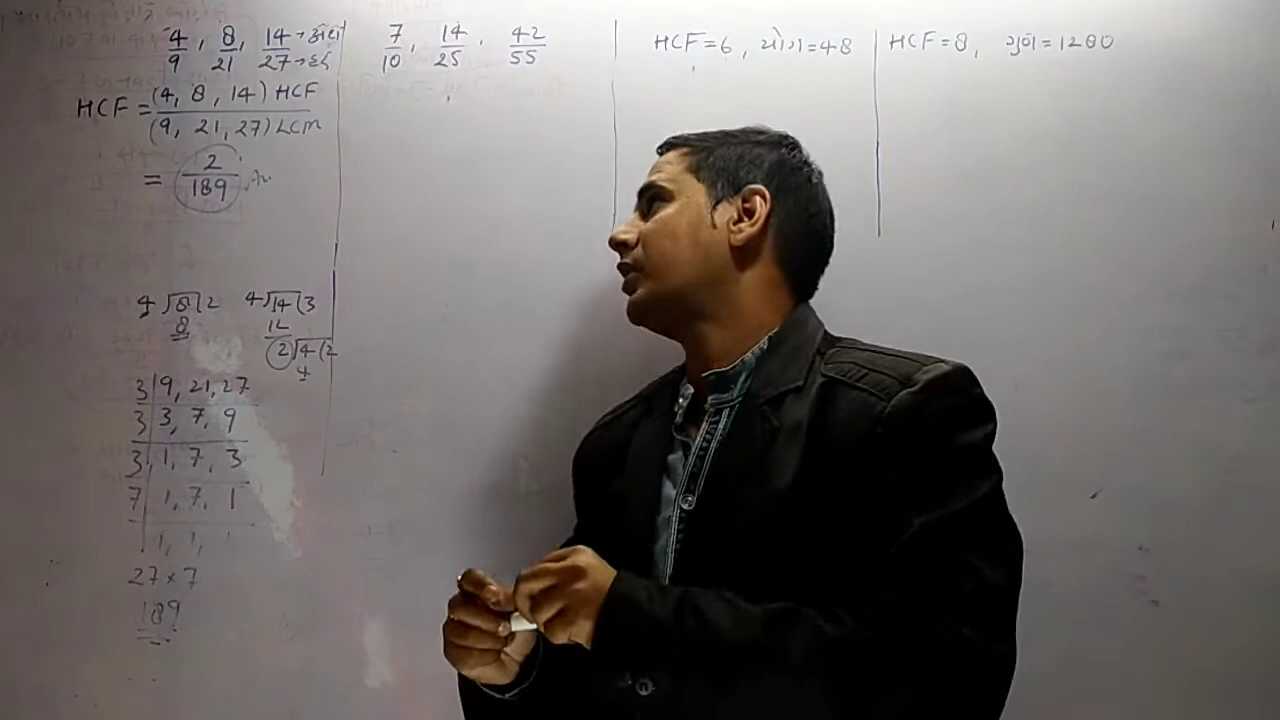 4/9, 8/21, 14/27 → अंश → हर
HCF = (4, 8, 14) HCF / (9, 21, 27) LCM
= 2/189
4√8(2
8
4√14(3
12
2√4(2
4
3|9, 21, 27
3|3, 7, 9
3|1, 7, 3
7|1, 7, 1
1, 1, 1
27×7
189
7/10, 14/25, 42/55
HCF=6, योग=48
HCF=8, गुणा=1280